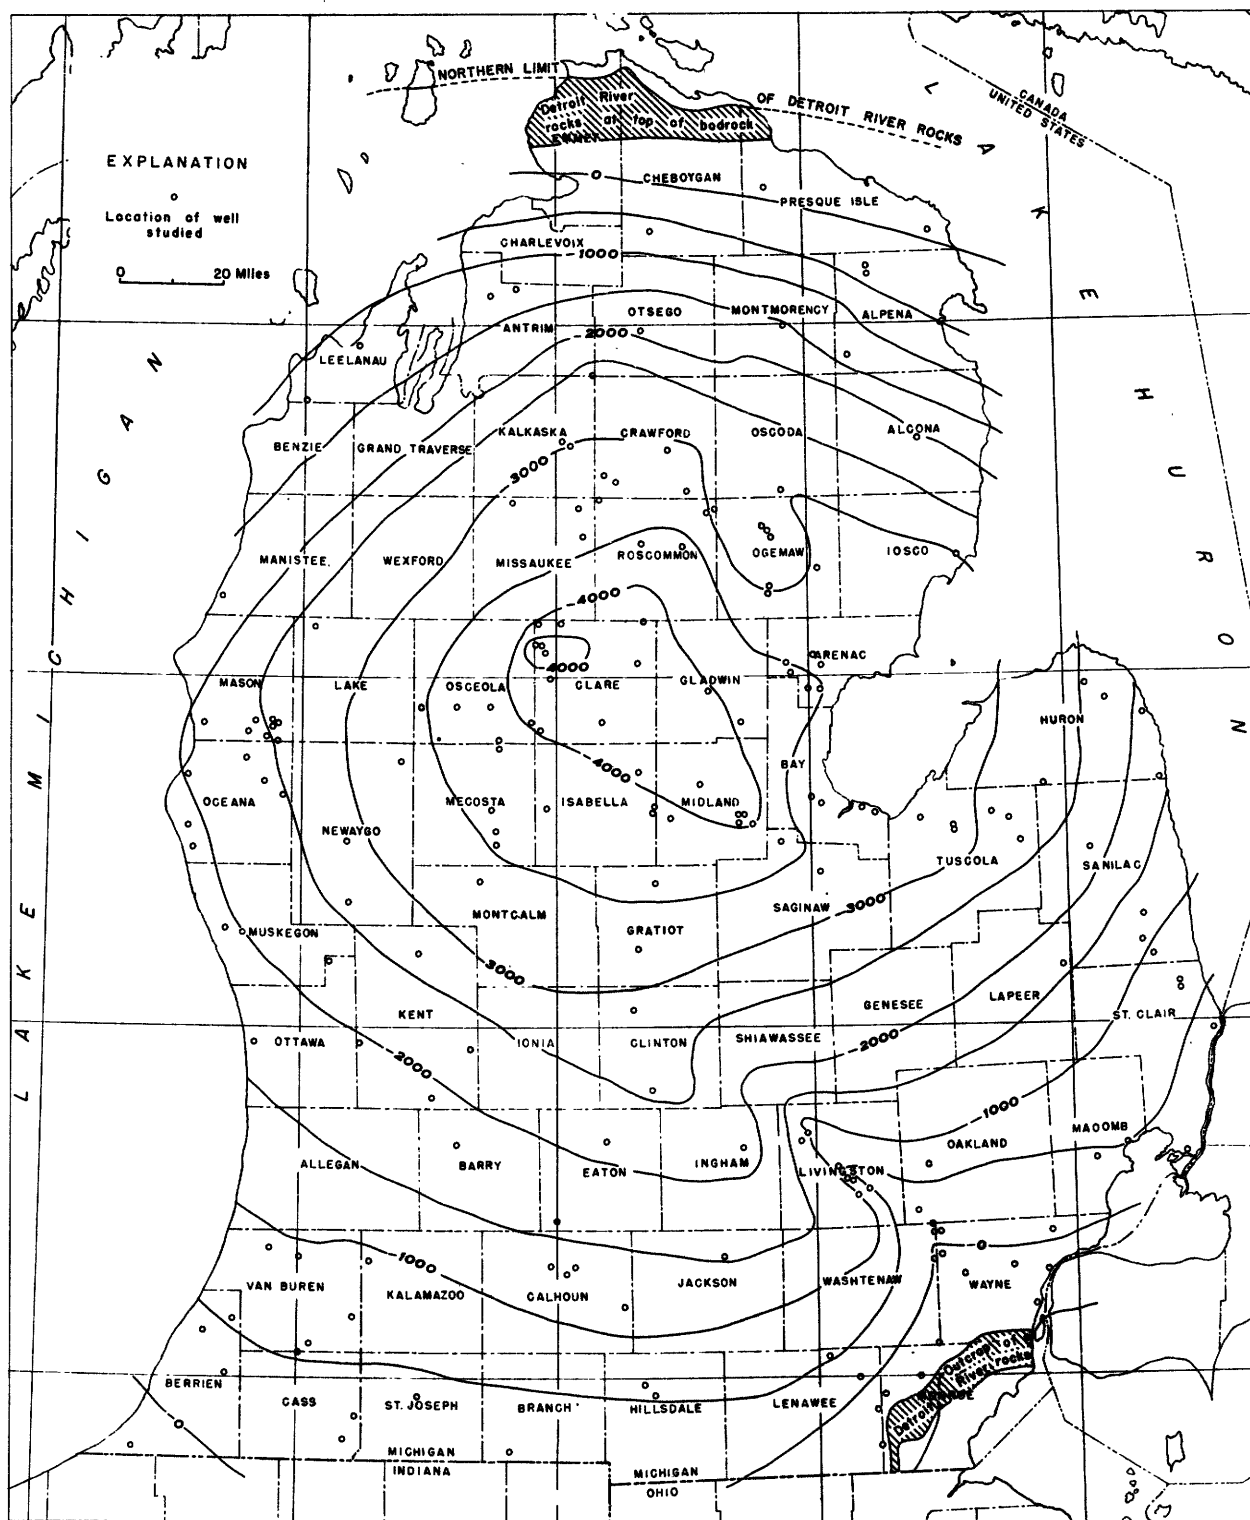 NORTHERN LIMIT
OF DETROIT RIVER ROCKS
Detroit River
rocks at top of bedrock
CANADA
UNITED STATES
EXPLANATION
Location of well
studied
0 20 Miles
CHEBOYGAN
0
PRESQUE ISLE
CHARLEVOIX
-1000
OTSEGO
MONTMORENCY
ALPENA
ANTRIM
-2000
LEELANAU
BENZIE
GRAND TRAVERSE
KALKASKA
CRAWFORD
OSCODA
ALCONA
-3000
MANISTEE
WEXFORD
MISSAUKEE
ROSCOMMON
OGEMAW
IOSCO
-4000
ARENAC
-4000
MASON
LAKE
OSCEOLA
CLARE
GLADWIN
HURON
-4000
BAY
OCEANA
MECOSTA
ISABELLA
MIDLAND
NEWAYGO
TUSCOLA
SANILAC
MONTCALM
SAGINAW
-3000
MUSKEGON
GRATIOT
-3000
KENT
GENESEE
LAPEER
ST. CLAIR
OTTAWA
IONIA
CLINTON
SHIAWASSEE
-2000
-2000
-1000
ALLEGAN
BARRY
EATON
INGHAM
LIVINGSTON
OAKLAND
MACOMB
0
VAN BUREN
-1000
KALAMAZOO
CALHOUN
JACKSON
WASHTENAW
WAYNE
Outcrop of
Detroit River rocks
BERRIEN
CASS
ST. JOSEPH
BRANCH
HILLSDALE
LENAWEE
MICHIGAN
INDIANA
MICHIGAN
OHIO
LAKE MICHIGAN
LAKE HURON